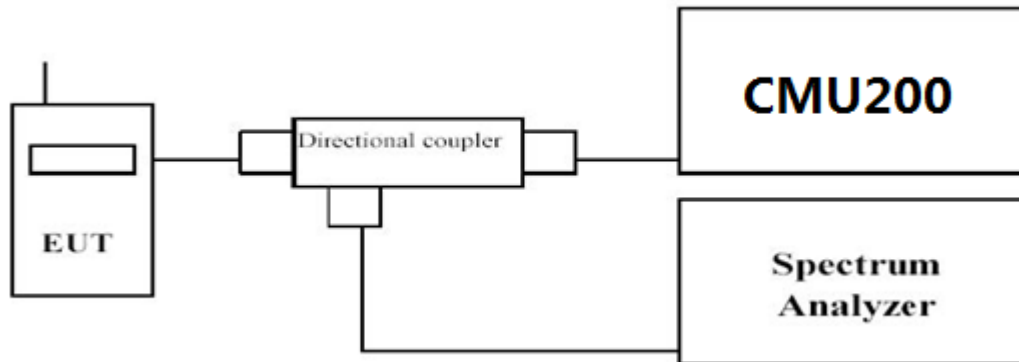 CMU200
Directional coupler
EUT
Spectrum
Analyzer